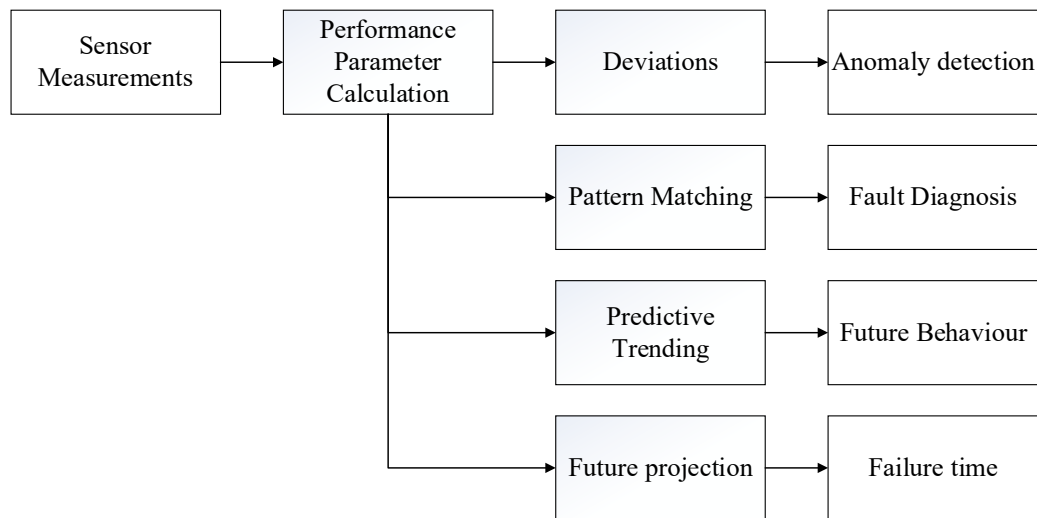 Sensor
Measurements
Performance
Parameter
Calculation
Deviations
Anomaly detection
Pattern Matching
Fault Diagnosis
Predictive
Trending
Future Behaviour
Future projection
Failure time